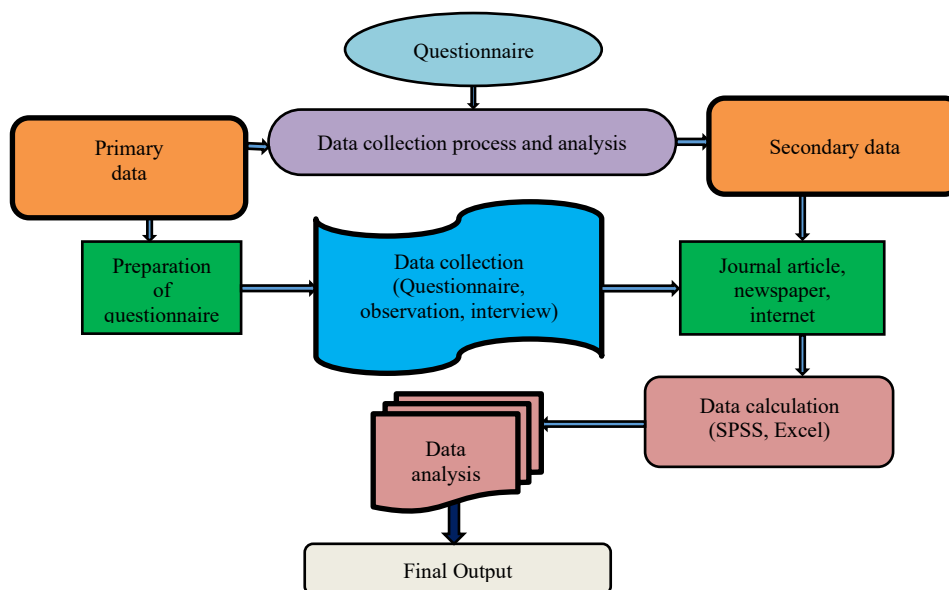 Questionnaire
Primary
data
Data collection process and analysis
Secondary data
Preparation
of
questionnaire
Data collection
(Questionnaire,
observation, interview)
Journal article,
newspaper,
internet
Data calculation
(SPSS, Excel)
Data
analysis
Final Output